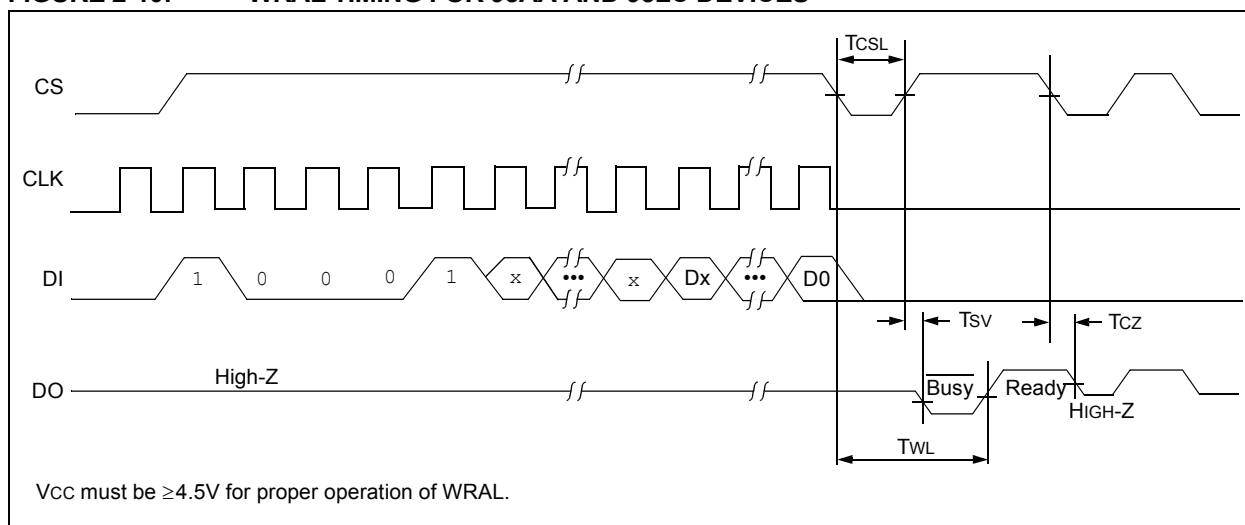 TCSL
CS
CLK
DI 1 0 0 0 1 x ••• x Dx ••• D0
TSV TCZ
High-Z
DO Busy Ready
HIGH-Z
TWL
VCC must be ≥4.5V for proper operation of WRAL.